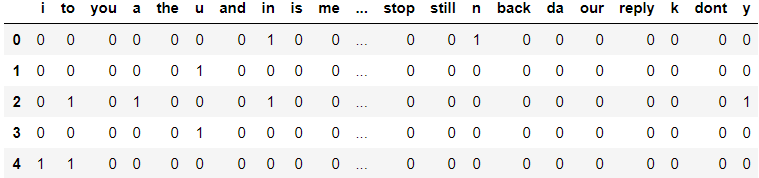 i to you a the u and in is me ... stop still n back da our reply k dont y
0 0 0 0 0 0 0 0 1 0 0 ... 0 0 1 0 0 0 0 0 0 0
1 0 0 0 0 0 1 0 0 0 0 ... 0 0 0 0 0 0 0 0 0 0
2 0 1 0 1 0 0 0 1 0 0 ... 0 0 0 0 0 0 0 0 0 1
3 0 0 0 0 0 1 0 0 0 0 ... 0 0 0 0 0 0 0 0 0 0
4 1 1 0 0 0 0 0 0 0 0 ... 0 0 0 0 0 0 0 0 0 0